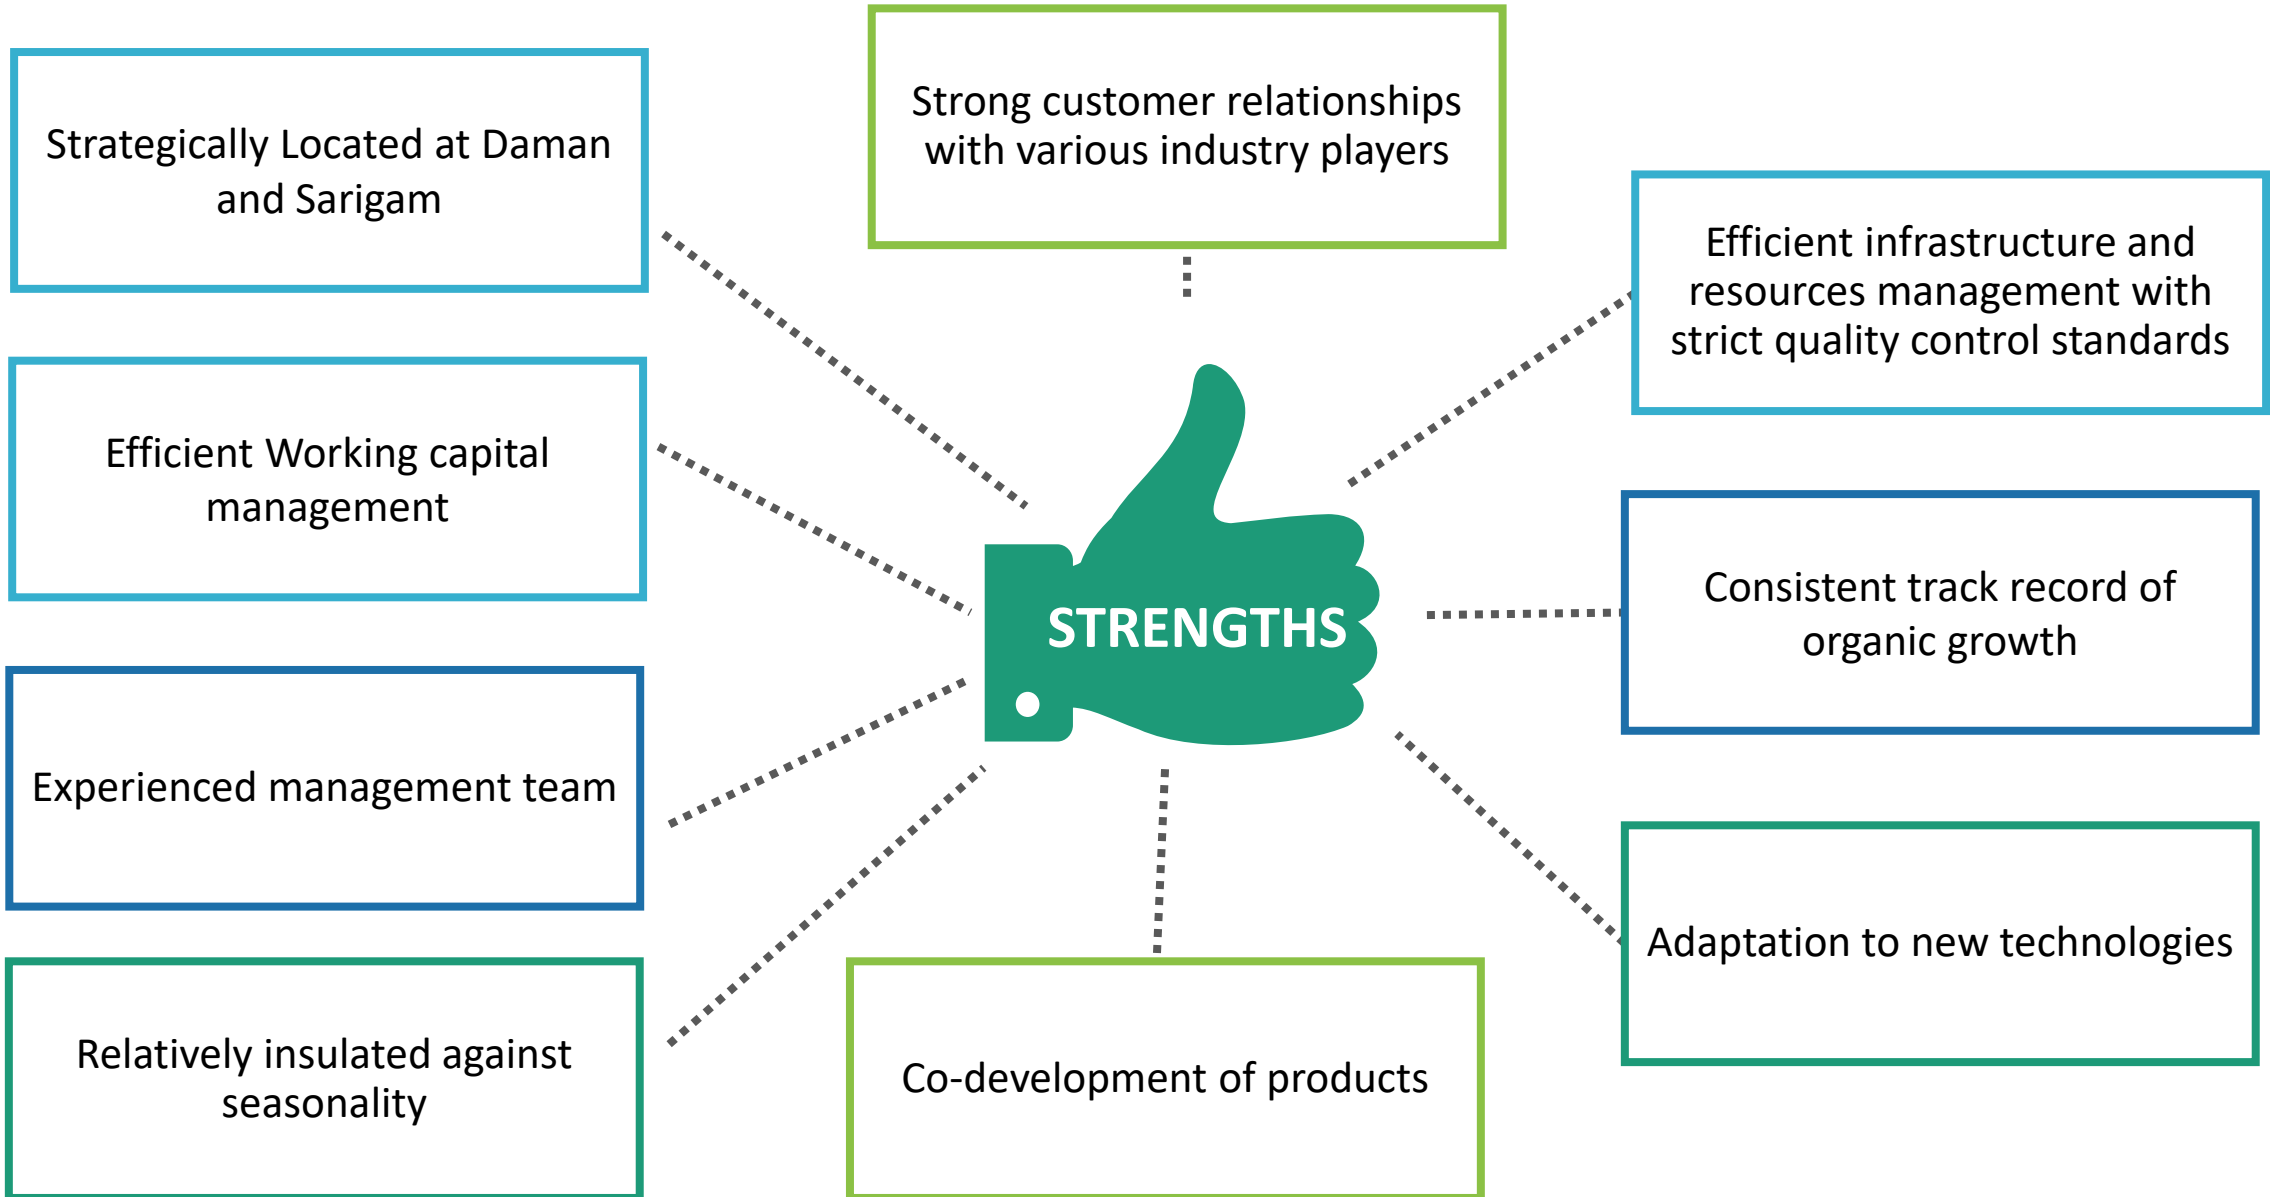 Strategically Located at Daman
and Sarigam
Strong customer relationships
with various industry players
Efficient infrastructure and
resources management with
strict quality control standards
Efficient Working capital
management
STRENGTHS
Consistent track record of
organic growth
Experienced management team
Adaptation to new technologies
Relatively insulated against
seasonality
Co-development of products